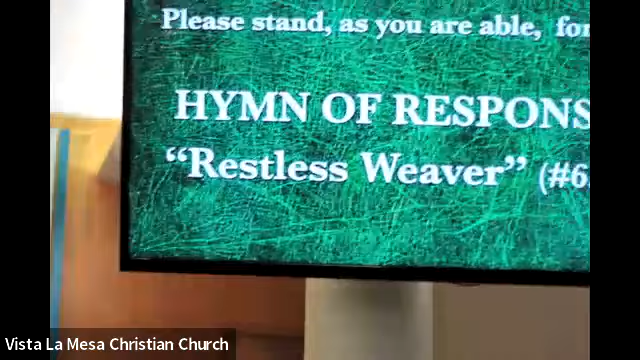 Please stand, as you are able, for
HYMN OF RESPONS
“Restless Weaver” (#6
Vista La Mesa Christian Church